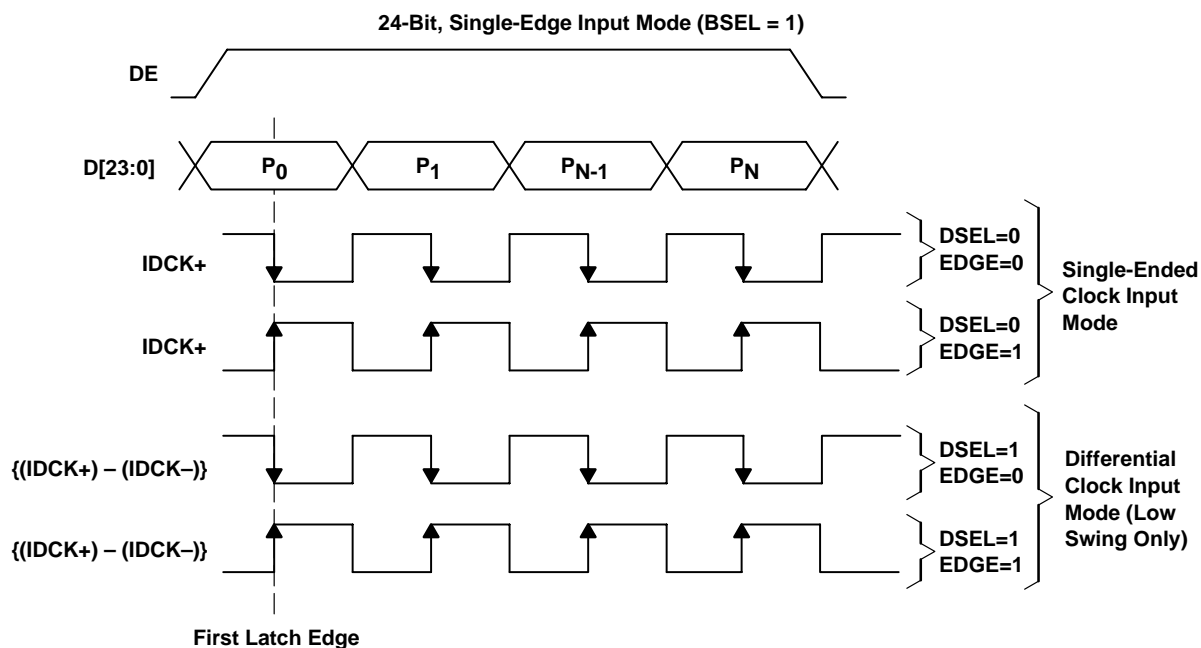 24-Bit, Single-Edge Input Mode (BSEL = 1)
DE
D[23:0]
P0
P1
PN-1
PN
IDCK+
DSEL=0
EDGE=0
IDCK+
DSEL=0
EDGE=1
Single-Ended
Clock Input
Mode
{(IDCK+) – (IDCK–)}
DSEL=1
EDGE=0
{(IDCK+) – (IDCK–)}
DSEL=1
EDGE=1
Differential
Clock Input
Mode (Low
Swing Only)
First Latch Edge